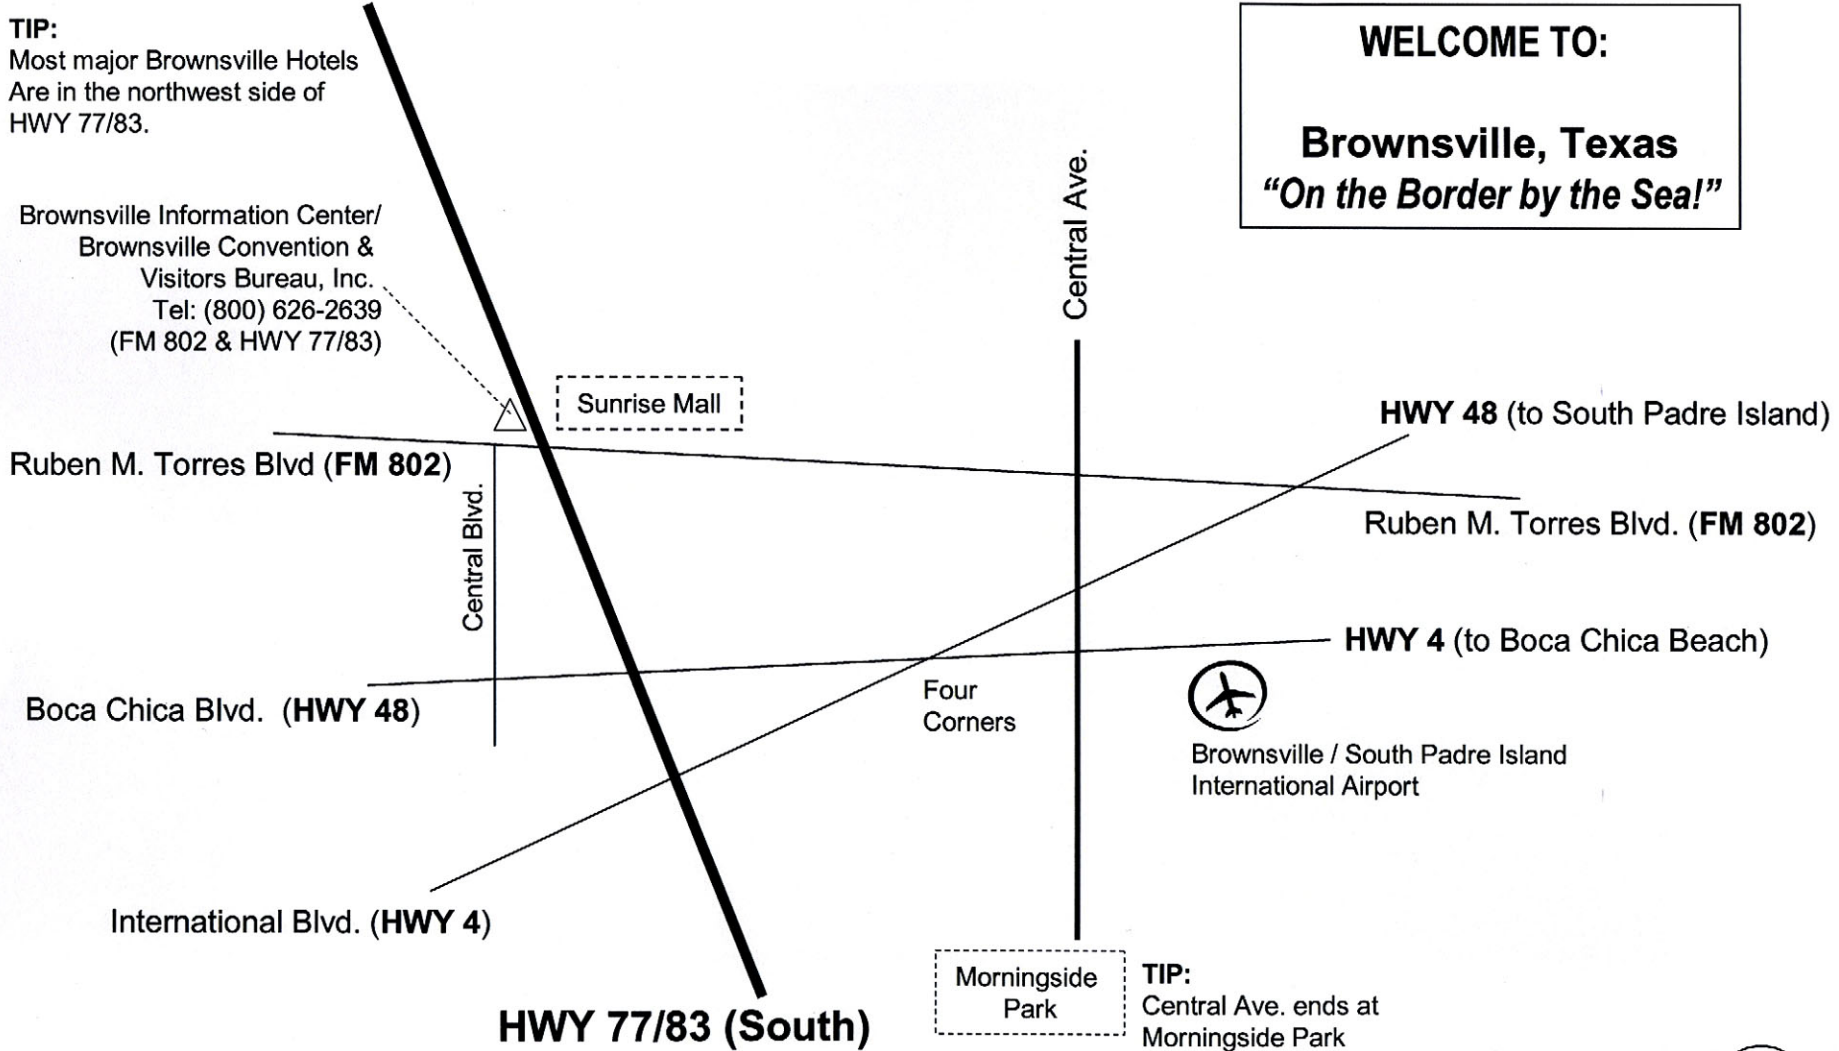 TIP:
Most major Brownsville Hotels
Are in the northwest side of
HWY 77/83.
WELCOME TO:
Brownsville, Texas
“On the Border by the Sea!”
Brownsville Information Center/
Brownsville Convention &
Visitors Bureau, Inc.
Tel: (800) 626-2639
(FM 802 & HWY 77/83)
Central Ave.
Sunrise Mall
HWY 48 (to South Padre Island)
Ruben M. Torres Blvd (FM 802)
Ruben M. Torres Blvd. (FM 802)
Central Blvd.
HWY 4 (to Boca Chica Beach)
Boca Chica Blvd. (HWY 48)
Four
Corners
Brownsville / South Padre Island
International Airport
International Blvd. (HWY 4)
HWY 77/83 (South)
Morningside
Park
TIP:
Central Ave. ends at
Morningside Park